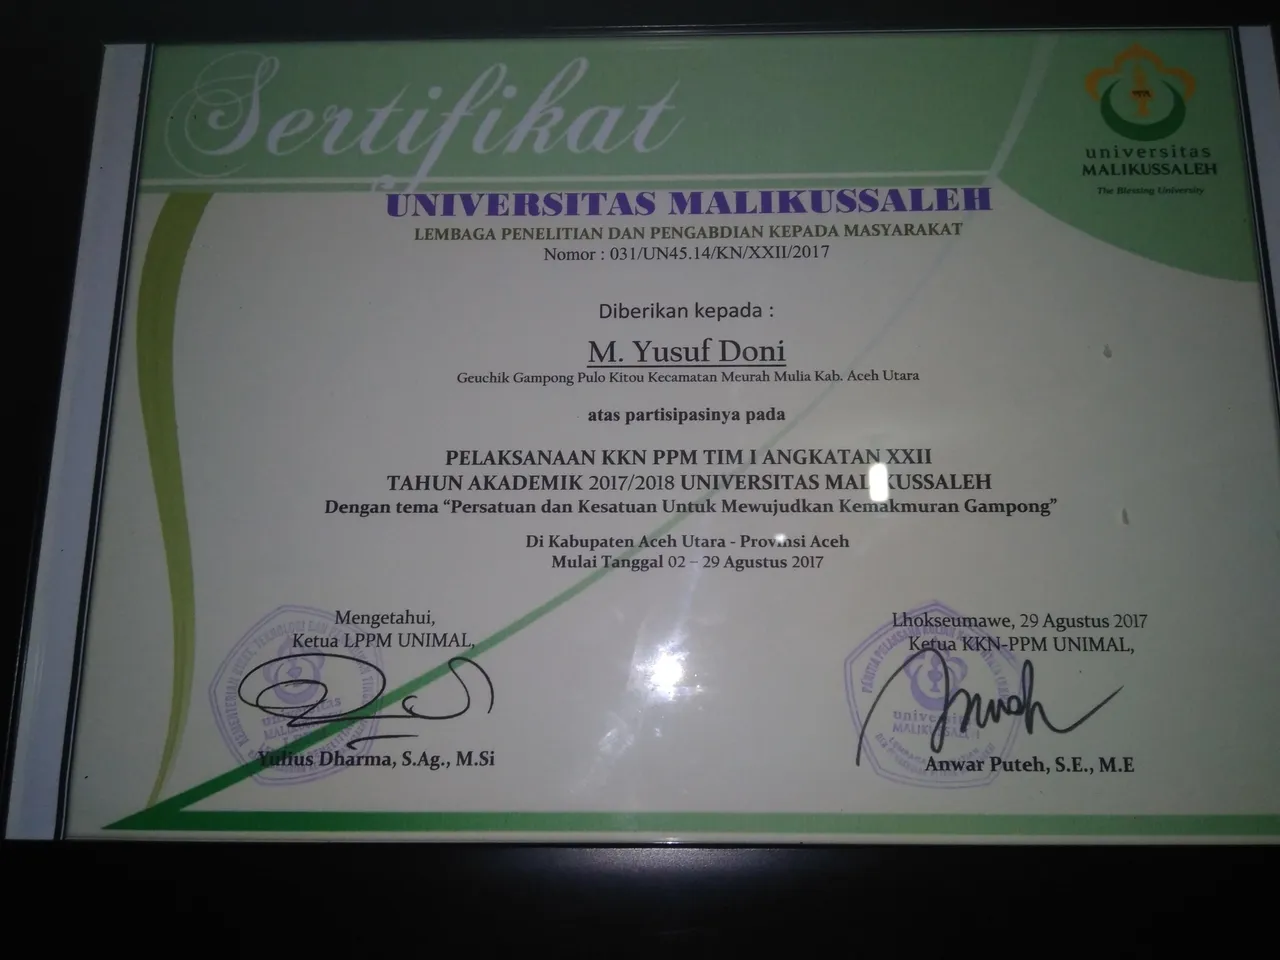 Sertifikat
universitas
MALIKUSSALEH
The Blessing University
UNIVERSITAS MALIKUSSALEH
LEMBAGA PENELITIAN DAN PENGABDIAN KEPADA MASYARAKAT
Nomor : 031/UN45.14/KN/XXII/2017
Diberikan kepada :
M. Yusuf Doni
Geuchik Gampong Pulo Kitou Kecamatan Meurah Mulia Kab. Aceh Utara
atas partisipasinya pada
PELAKSANAAN KKN PPM TIM I ANGKATAN XXII
TAHUN AKADEMIK 2017/2018 UNIVERSITAS MALIKUSSALEH
Dengan tema “Persatuan dan Kesatuan Untuk Mewujudkan Kemakmuran Gampong”
Di Kabupaten Aceh Utara - Provinsi Aceh
Mulai Tanggal 02 – 29 Agustus 2017
Mengetahui,
Ketua LPPM UNIMAL,
Yulius Dharma, S.Ag., M.Si
Lhokseumawe, 29 Agustus 2017
Ketua KKN-PPM UNIMAL,
Anwar Puteh, S.E., M.E